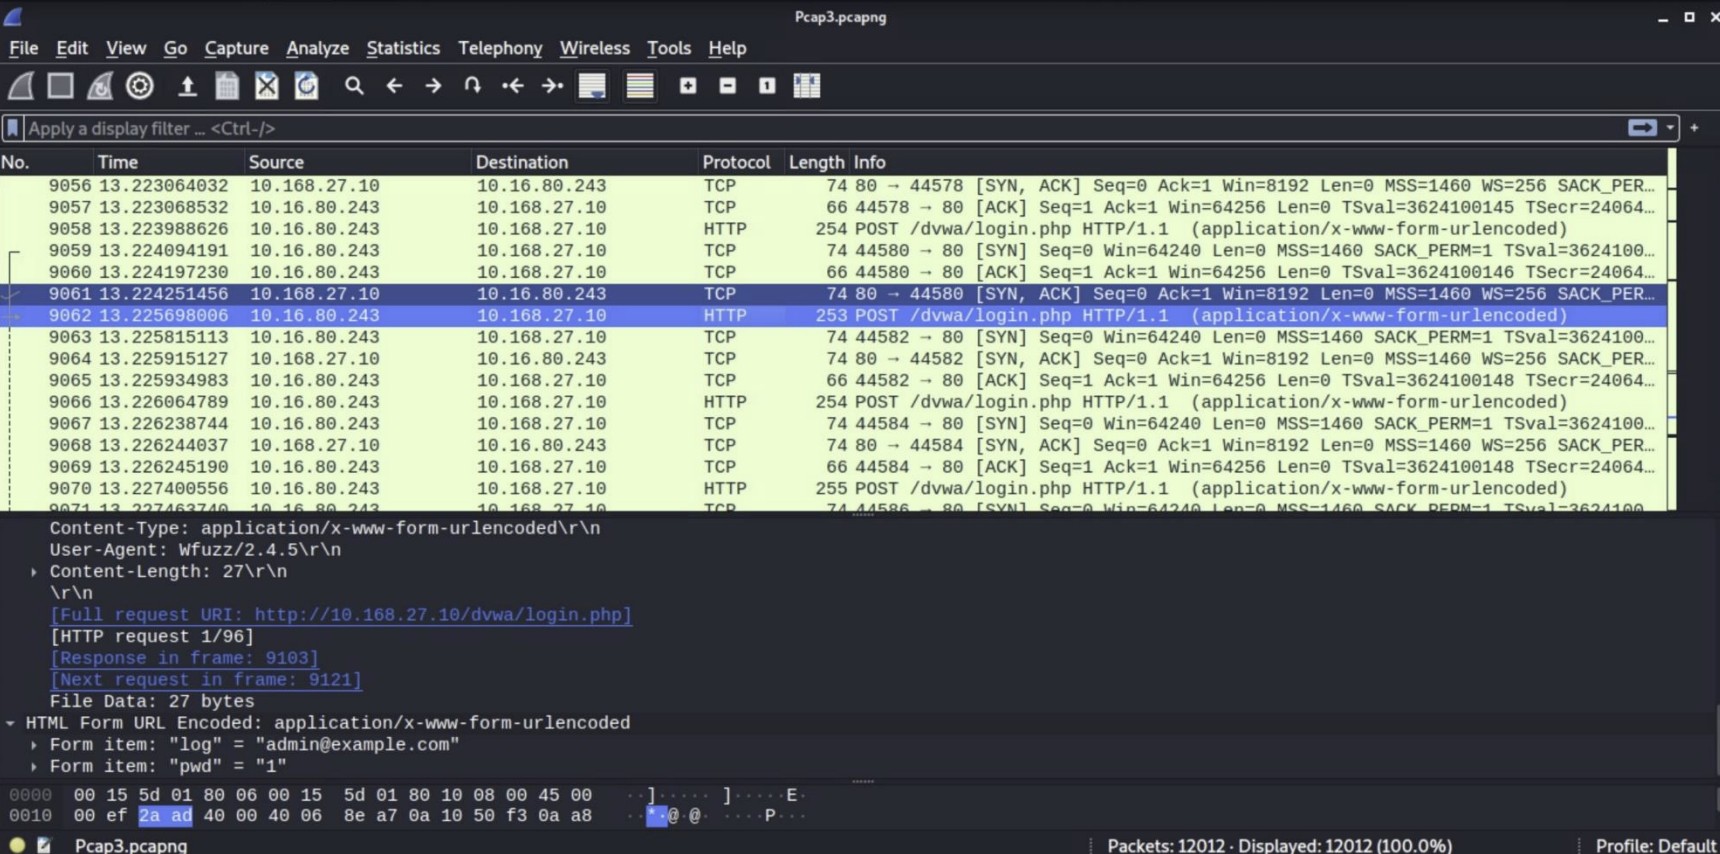 Pcap3.pcapng
File Edit View Go Capture Analyze Statistics Telephony Wireless Tools Help
Apply a display filter … <Ctrl-/>
No. Time Source Destination Protocol Length Info
9056 13.223064032 10.168.27.10 10.16.80.243 TCP 74 80 → 44578 [SYN, ACK] Seq=0 Ack=1 Win=8192 Len=0 MSS=1460 WS=256 SACK_PER…
9057 13.223068532 10.16.80.243 10.168.27.10 TCP 66 44578 → 80 [ACK] Seq=1 Ack=1 Win=64256 Len=0 TSval=3624100145 TSecr=24064…
9058 13.223988626 10.16.80.243 10.168.27.10 HTTP 254 POST /dvwa/login.php HTTP/1.1 (application/x-www-form-urlencoded)
9059 13.224094191 10.16.80.243 10.168.27.10 TCP 74 44580 → 80 [SYN] Seq=0 Win=64240 Len=0 MSS=1460 SACK_PERM=1 TSval=3624100…
9060 13.224197230 10.16.80.243 10.168.27.10 TCP 66 44580 → 80 [ACK] Seq=1 Ack=1 Win=64256 Len=0 TSval=3624100146 TSecr=24064…
9061 13.224251456 10.168.27.10 10.16.80.243 TCP 74 80 → 44580 [SYN, ACK] Seq=0 Ack=1 Win=8192 Len=0 MSS=1460 WS=256 SACK_PER…
9062 13.225698006 10.16.80.243 10.168.27.10 HTTP 253 POST /dvwa/login.php HTTP/1.1 (application/x-www-form-urlencoded)
9063 13.225815113 10.16.80.243 10.168.27.10 TCP 74 44582 → 80 [SYN] Seq=0 Win=64240 Len=0 MSS=1460 SACK_PERM=1 TSval=3624100…
9064 13.225915127 10.168.27.10 10.16.80.243 TCP 74 80 → 44582 [SYN, ACK] Seq=0 Ack=1 Win=8192 Len=0 MSS=1460 WS=256 SACK_PER…
9065 13.225934983 10.16.80.243 10.168.27.10 TCP 66 44582 → 80 [ACK] Seq=1 Ack=1 Win=64256 Len=0 TSval=3624100148 TSecr=24064…
9066 13.226064789 10.16.80.243 10.168.27.10 HTTP 254 POST /dvwa/login.php HTTP/1.1 (application/x-www-form-urlencoded)
9067 13.226238744 10.16.80.243 10.168.27.10 TCP 74 44584 → 80 [SYN] Seq=0 Win=64240 Len=0 MSS=1460 SACK_PERM=1 TSval=3624100…
9068 13.226244037 10.168.27.10 10.16.80.243 TCP 74 80 → 44584 [SYN, ACK] Seq=0 Ack=1 Win=8192 Len=0 MSS=1460 WS=256 SACK_PER…
9069 13.226245190 10.16.80.243 10.168.27.10 TCP 66 44584 → 80 [ACK] Seq=1 Ack=1 Win=64256 Len=0 TSval=3624100148 TSecr=24064…
9070 13.227400556 10.16.80.243 10.168.27.10 HTTP 255 POST /dvwa/login.php HTTP/1.1 (application/x-www-form-urlencoded)
9071 13.227463740 10.16.80.243 10.168.27.10 TCP 74 44586 → 80 [SYN] Seq=0 Win=64240 Len=0 MSS=1460 SACK_PERM=1 TSval=3624100
Content-Type: application/x-www-form-urlencoded\r\n
User-Agent: Wfuzz/2.4.5\r\n
Content-Length: 27\r\n
\r\n
[Full request URI: http://10.168.27.10/dvwa/login.php]
[HTTP request 1/96]
[Response in frame: 9103]
[Next request in frame: 9121]
File Data: 27 bytes
HTML Form URL Encoded: application/x-www-form-urlencoded
Form item: "log" = "admin@example.com"
Form item: "pwd" = "1"
0000 00 15 5d 01 80 06 00 15 5d 01 80 10 08 00 45 00 ··]····· ]·····E·
0010 00 ef 2a ad 40 00 40 06 8e a7 0a 10 50 f3 0a a8 ··*·@·@· ····P···
Pcap3.pcapng Packets: 12012 · Displayed: 12012 (100.0%) Profile: Default